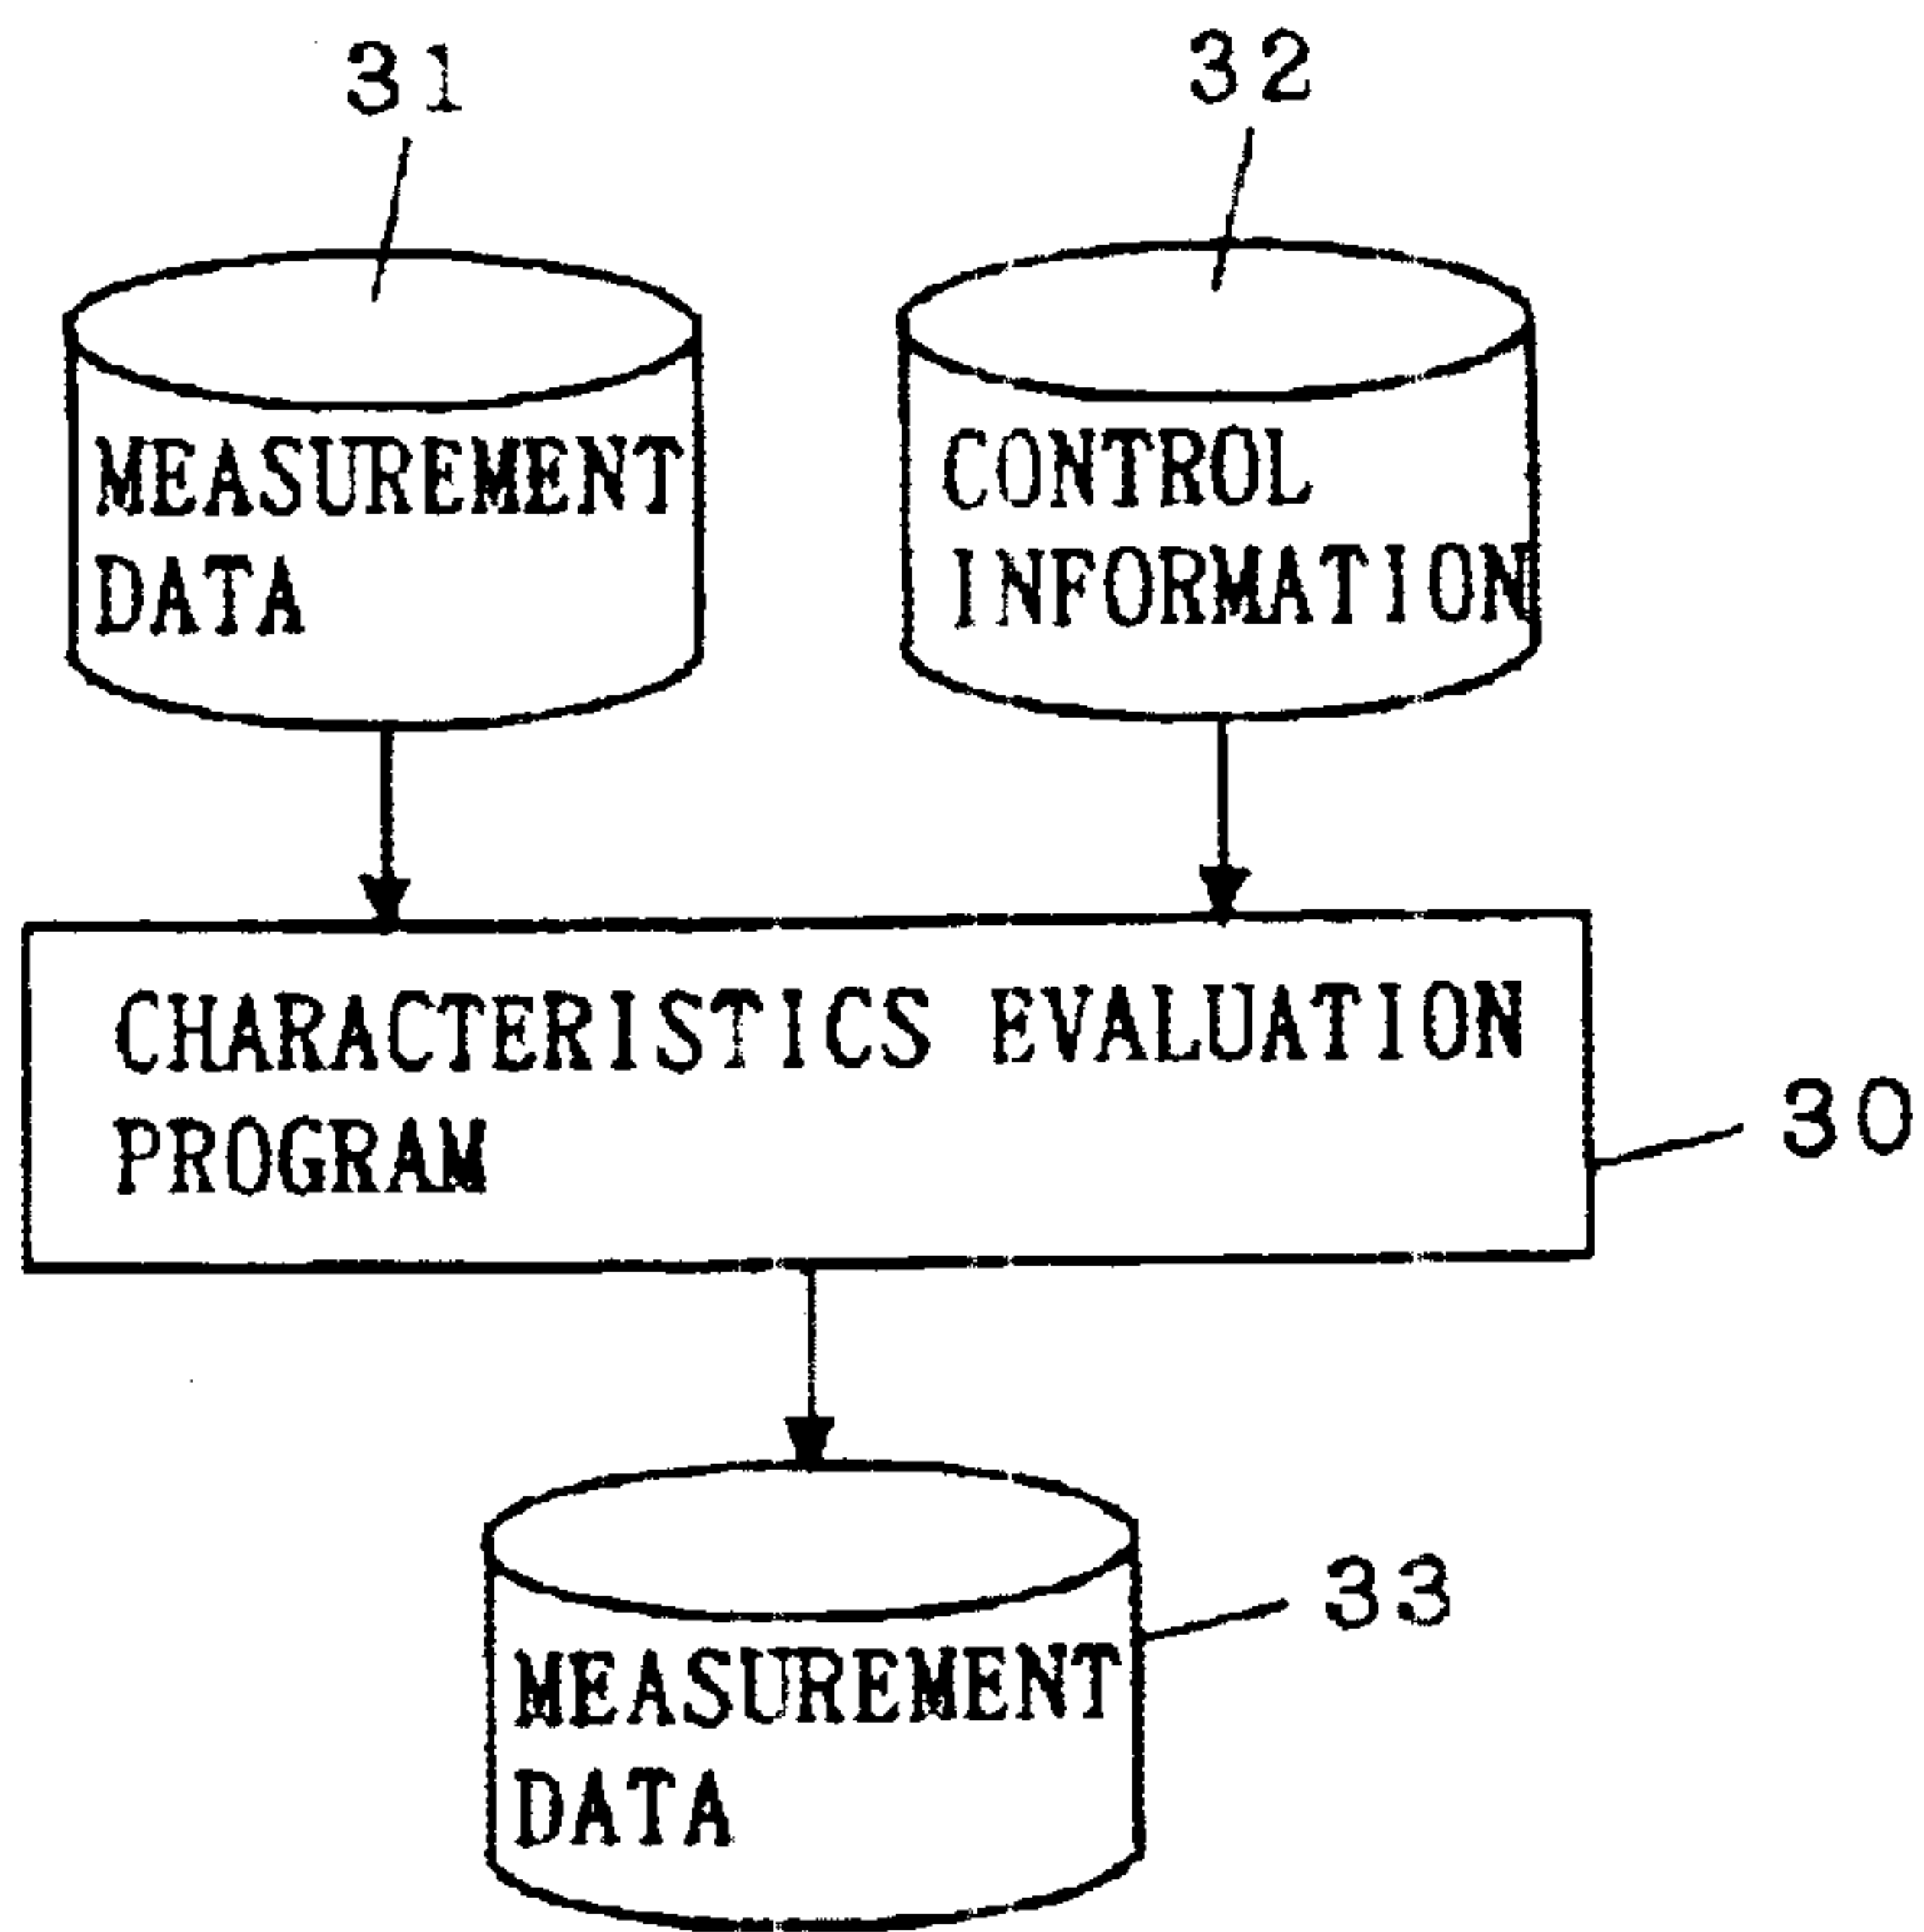 31
32
MEASUREMENT
DATA
CONTROL
INFORMATION
CHARACTERISTICS EVALUATION
PROGRAM
30
33
MEASUREMENT
DATA